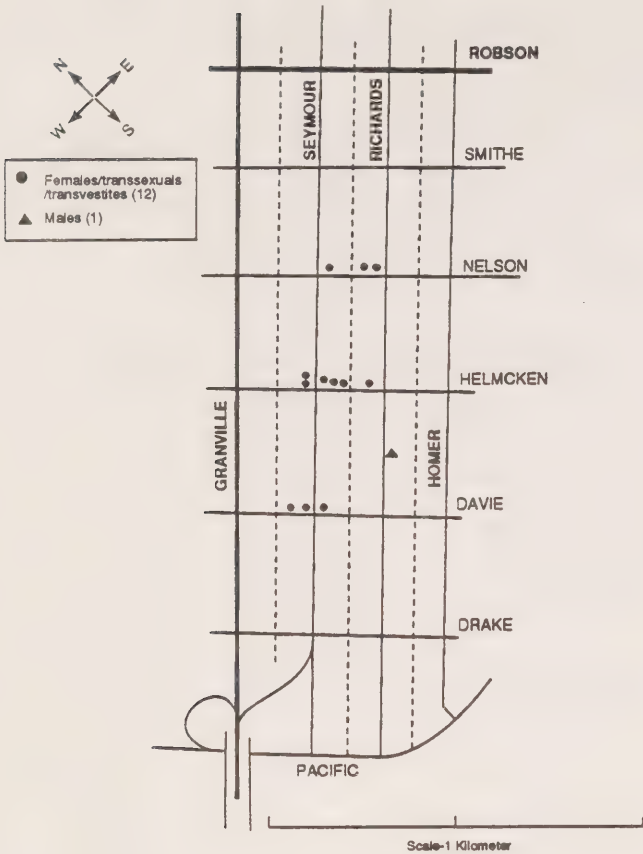 ROBSON
N
E
W
S
SEYMOUR
RICHARDS
SMITHE
Females/transsexuals
/transvestites (12)
Males (1)
NELSON
HELMCKEN
GRANVILLE
HOMER
DAVIE
DRAKE
PACIFIC
Scale-1 Kilometer